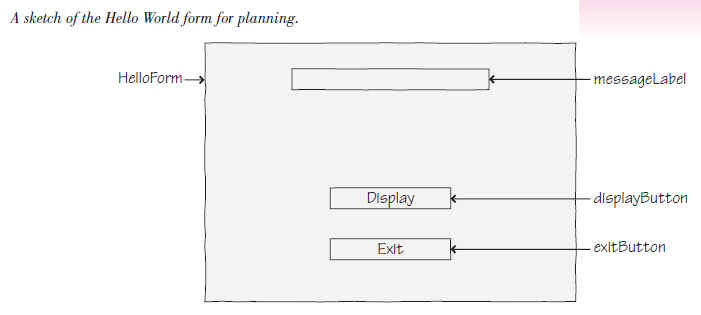 A sketch of the Hello World form for planning.
HelloForm
messageLabel
Display
displayButton
Exit
exitButton